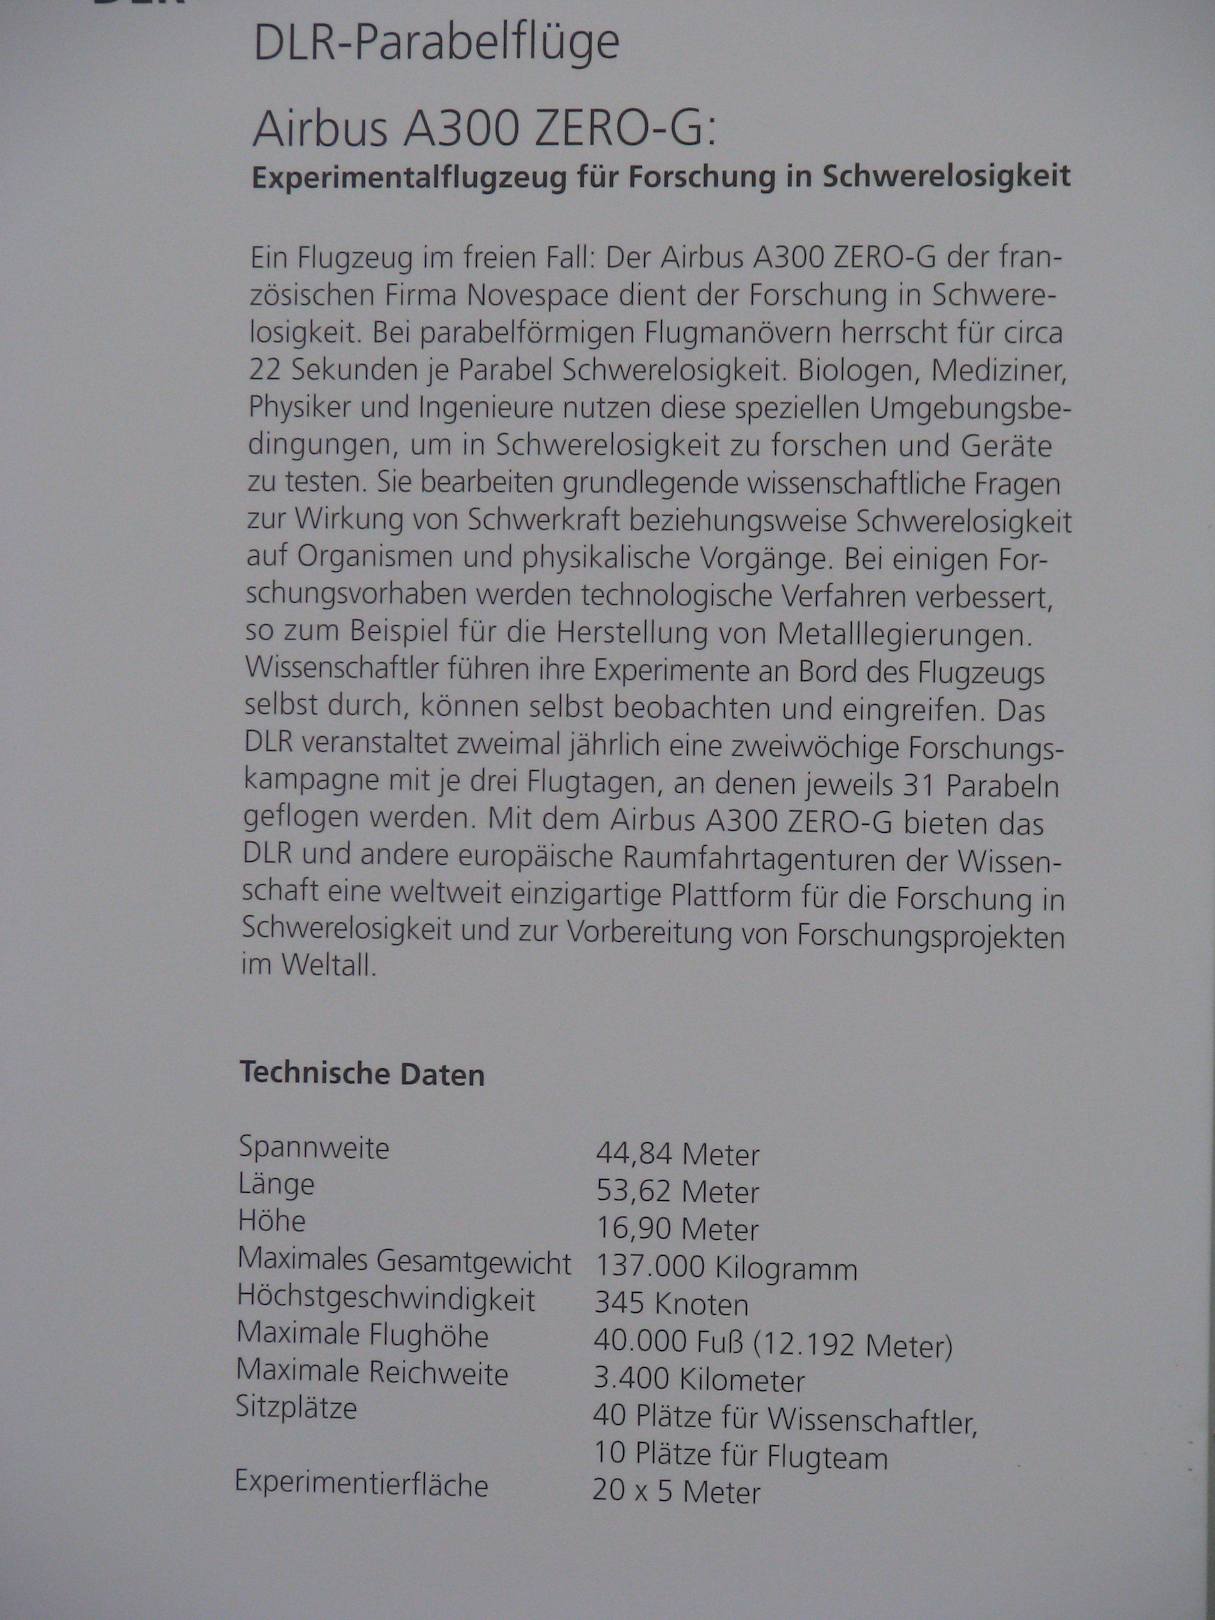 DLR
DLR-Parabelflüge
Airbus A300 ZERO-G:
Experimentalflugzeug für Forschung in Schwerelosigkeit
Ein Flugzeug im freien Fall: Der Airbus A300 ZERO-G der fran-
zösischen Firma Novespace dient der Forschung in Schwere-
losigkeit. Bei parabelförmigen Flugmanövern herrscht für circa
22 Sekunden je Parabel Schwerelosigkeit. Biologen, Mediziner,
Physiker und Ingenieure nutzen diese speziellen Umgebungsbe-
dingungen, um in Schwerelosigkeit zu forschen und Geräte
zu testen. Sie bearbeiten grundlegende wissenschaftliche Fragen
zur Wirkung von Schwerkraft beziehungsweise Schwerelosigkeit
auf Organismen und physikalische Vorgänge. Bei einigen For-
schungsvorhaben werden technologische Verfahren verbessert,
so zum Beispiel für die Herstellung von Metalllegierungen.
Wissenschaftler führen ihre Experimente an Bord des Flugzeugs
selbst durch, können selbst beobachten und eingreifen. Das
DLR veranstaltet zweimal jährlich eine zweiwöchige Forschungs-
kampagne mit je drei Flugtagen, an denen jeweils 31 Parabeln
geflogen werden. Mit dem Airbus A300 ZERO-G bieten das
DLR und andere europäische Raumfahrtagenturen der Wissen-
schaft eine weltweit einzigartige Plattform für die Forschung in
Schwerelosigkeit und zur Vorbereitung von Forschungsprojekten
im Weltall.
Technische Daten
Spannweite 44,84 Meter
Länge 53,62 Meter
Höhe 16,90 Meter
Maximales Gesamtgewicht 137.000 Kilogramm
Höchstgeschwindigkeit 345 Knoten
Maximale Flughöhe 40.000 Fuß (12.192 Meter)
Maximale Reichweite 3.400 Kilometer
Sitzplätze 40 Plätze für Wissenschaftler,
10 Plätze für Flugteam
Experimentierfläche 20 x 5 Meter